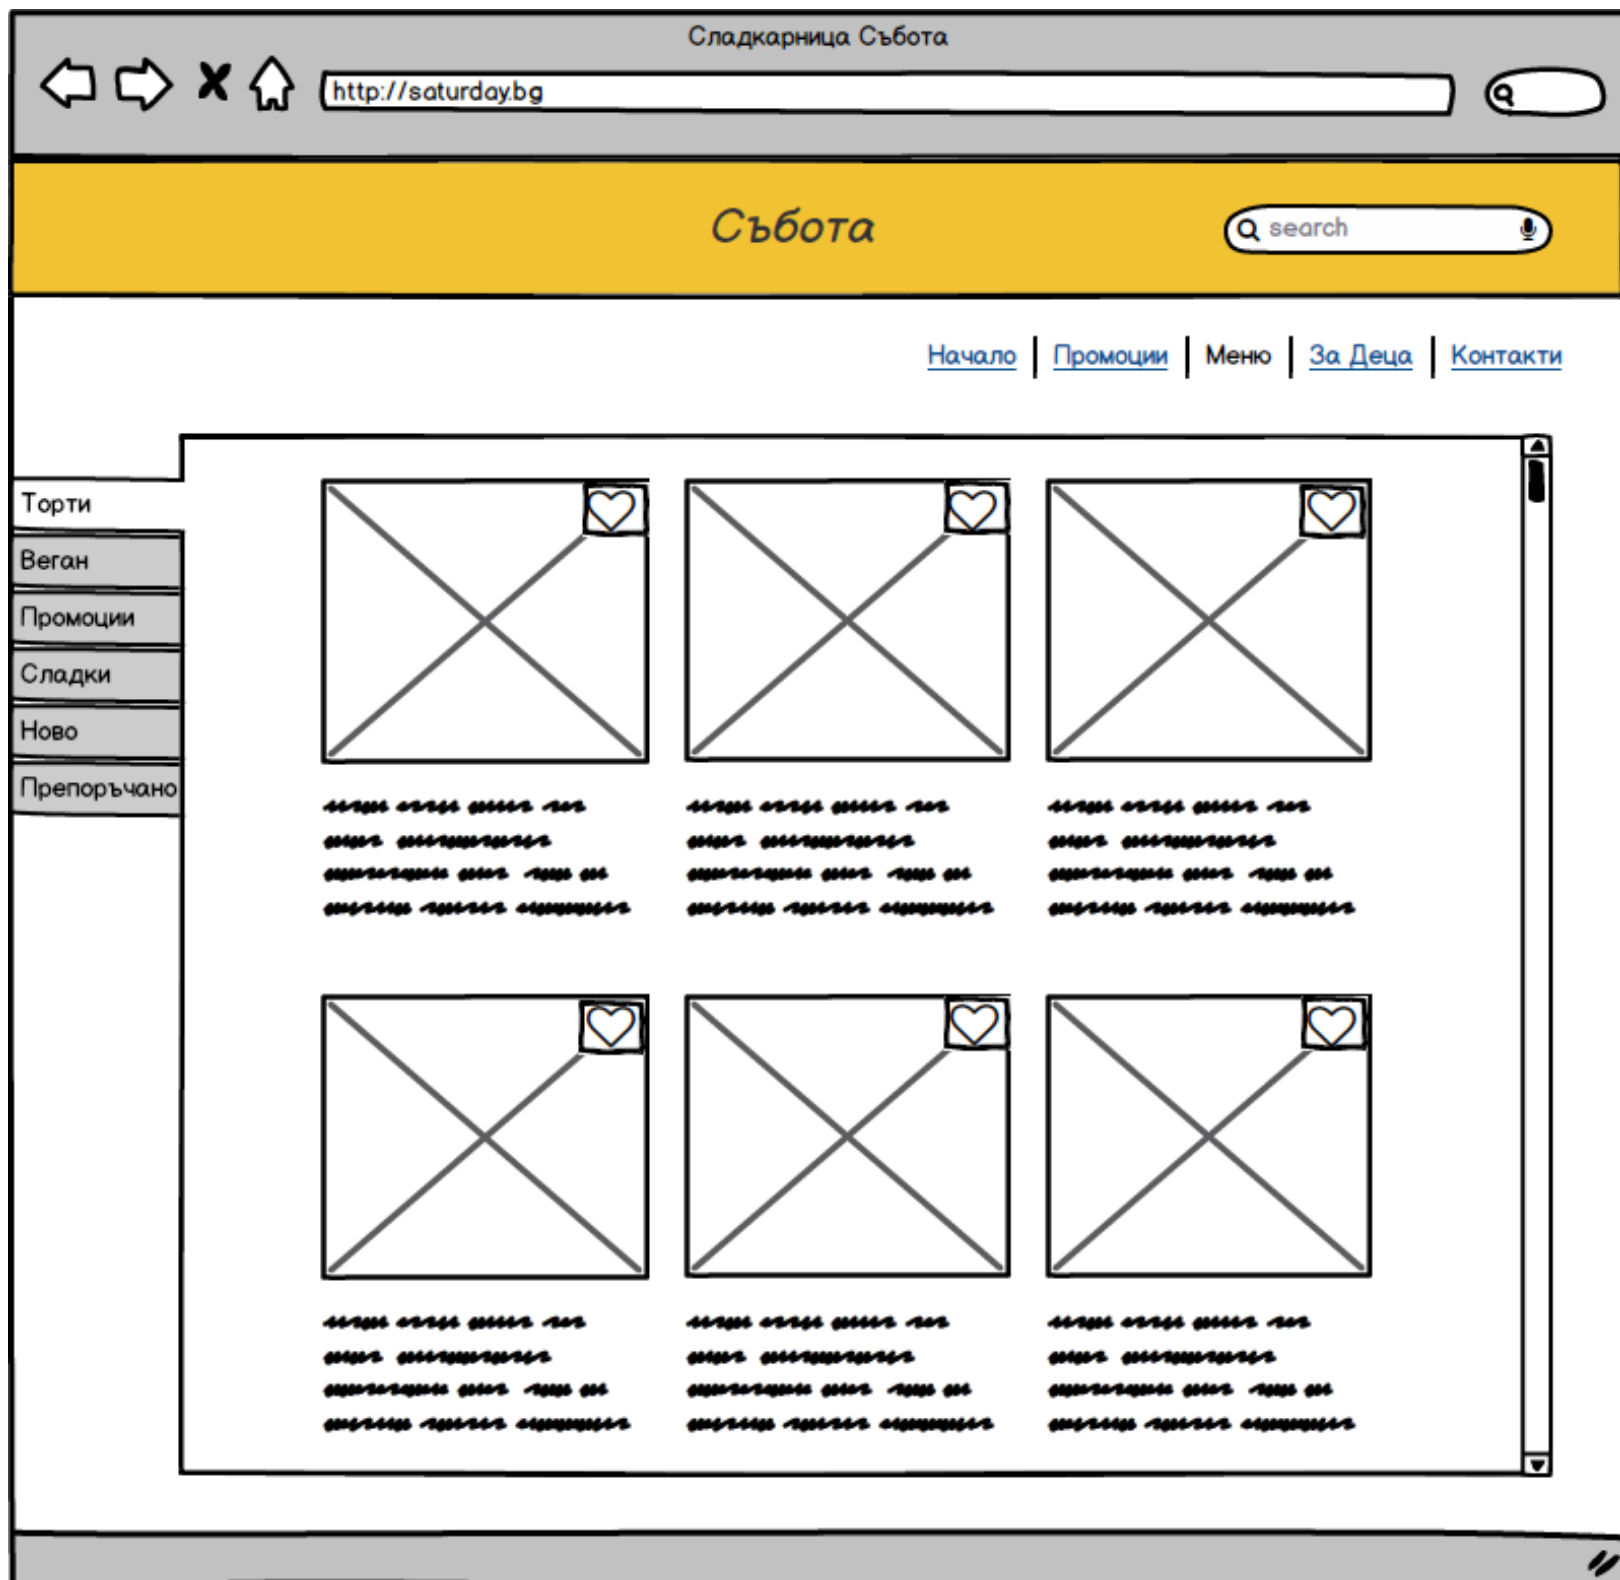 Сладкарница Събота
http://saturday.bg
Събота
search
Начало Промоции Меню За Деца Контакти
Торти
Веган
Промоции
Сладки
Ново
Препоръчано